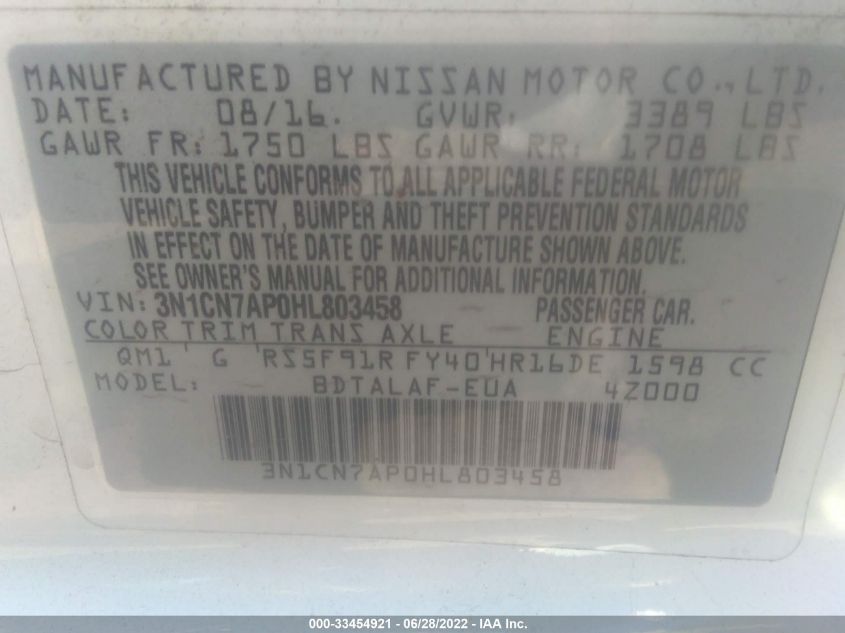 MANUFACTURED BY NISSAN MOTOR CO., LTD.
DATE: 08/16. GVWR: 3389 LBS
GAWR FR: 1750 LBS GAWR RR: 1708 LBS
THIS VEHICLE CONFORMS TO ALL APPLICABLE FEDERAL MOTOR
VEHICLE SAFETY, BUMPER AND THEFT PREVENTION STANDARDS
IN EFFECT ON THE DATE OF MANUFACTURE SHOWN ABOVE.
SEE OWNER'S MANUAL FOR ADDITIONAL INFORMATION.
VIN: 3N1CN7AP0HL803458 PASSENGER CAR.
COLOR TRIM TRANS AXLE ENGINE
QM1 G RS5F91R FY40 HR16DE 1598 CC
MODEL: BDTALAF-EUA 4Z000
3N1CN7AP0HL803458
000-33454921 - 06/28/2022 - IAA Inc.